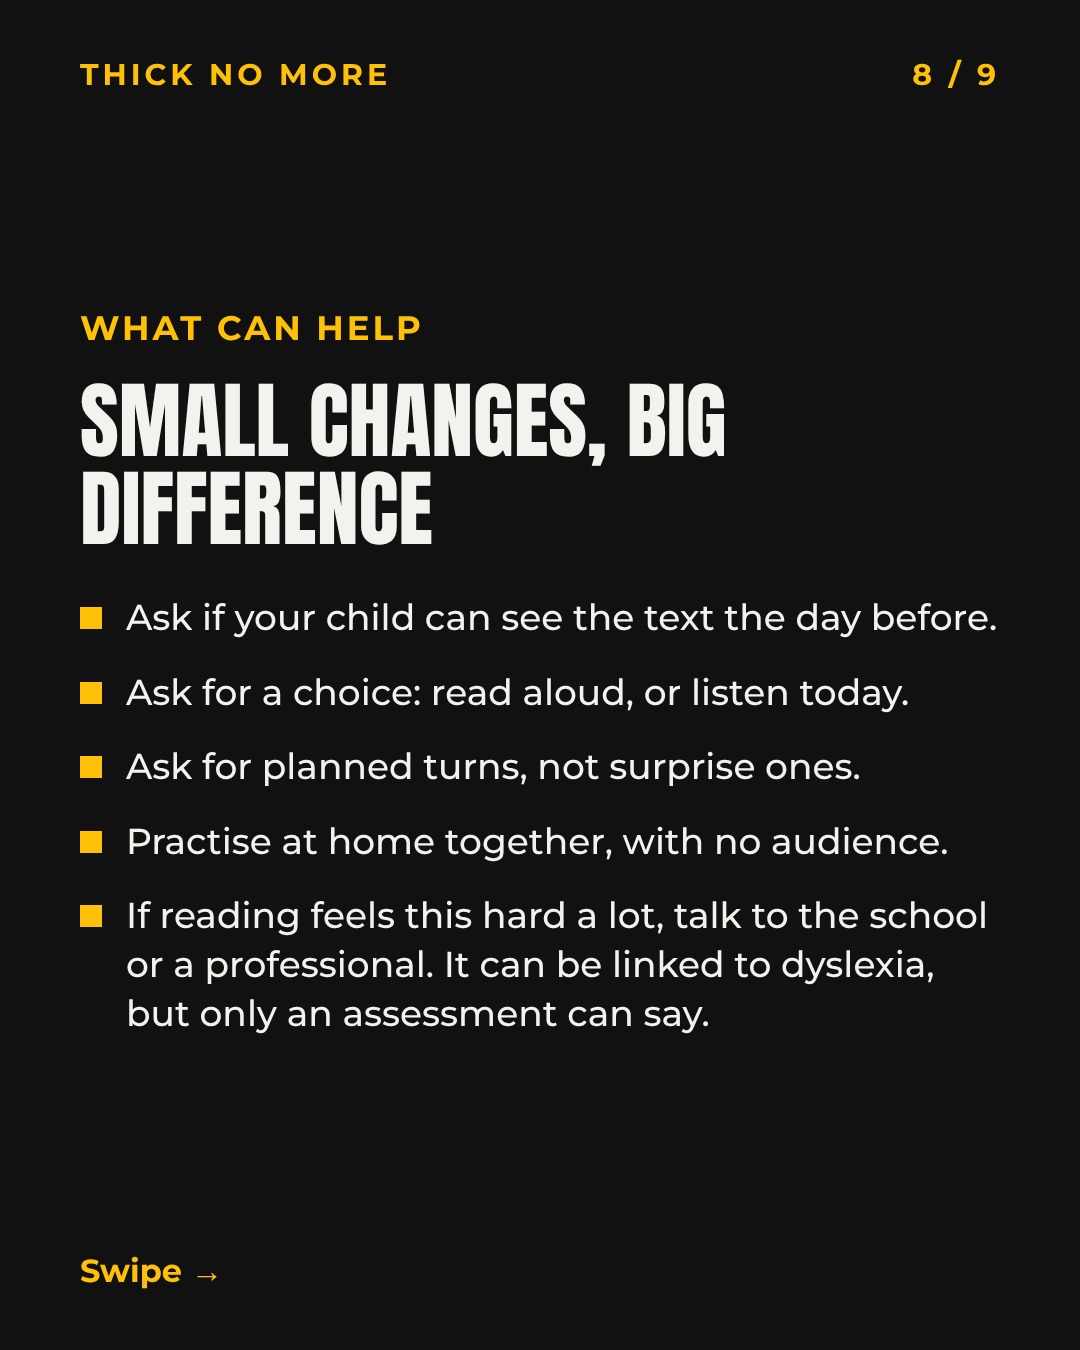 THICK NO MORE
8 / 9
WHAT CAN HELP
SMALL CHANGES, BIG
DIFFERENCE
Ask if your child can see the text the day before.
Ask for a choice: read aloud, or listen today.
Ask for planned turns, not surprise ones.
Practise at home together, with no audience.
If reading feels this hard a lot, talk to the school
or a professional. It can be linked to dyslexia,
but only an assessment can say.
Swipe →